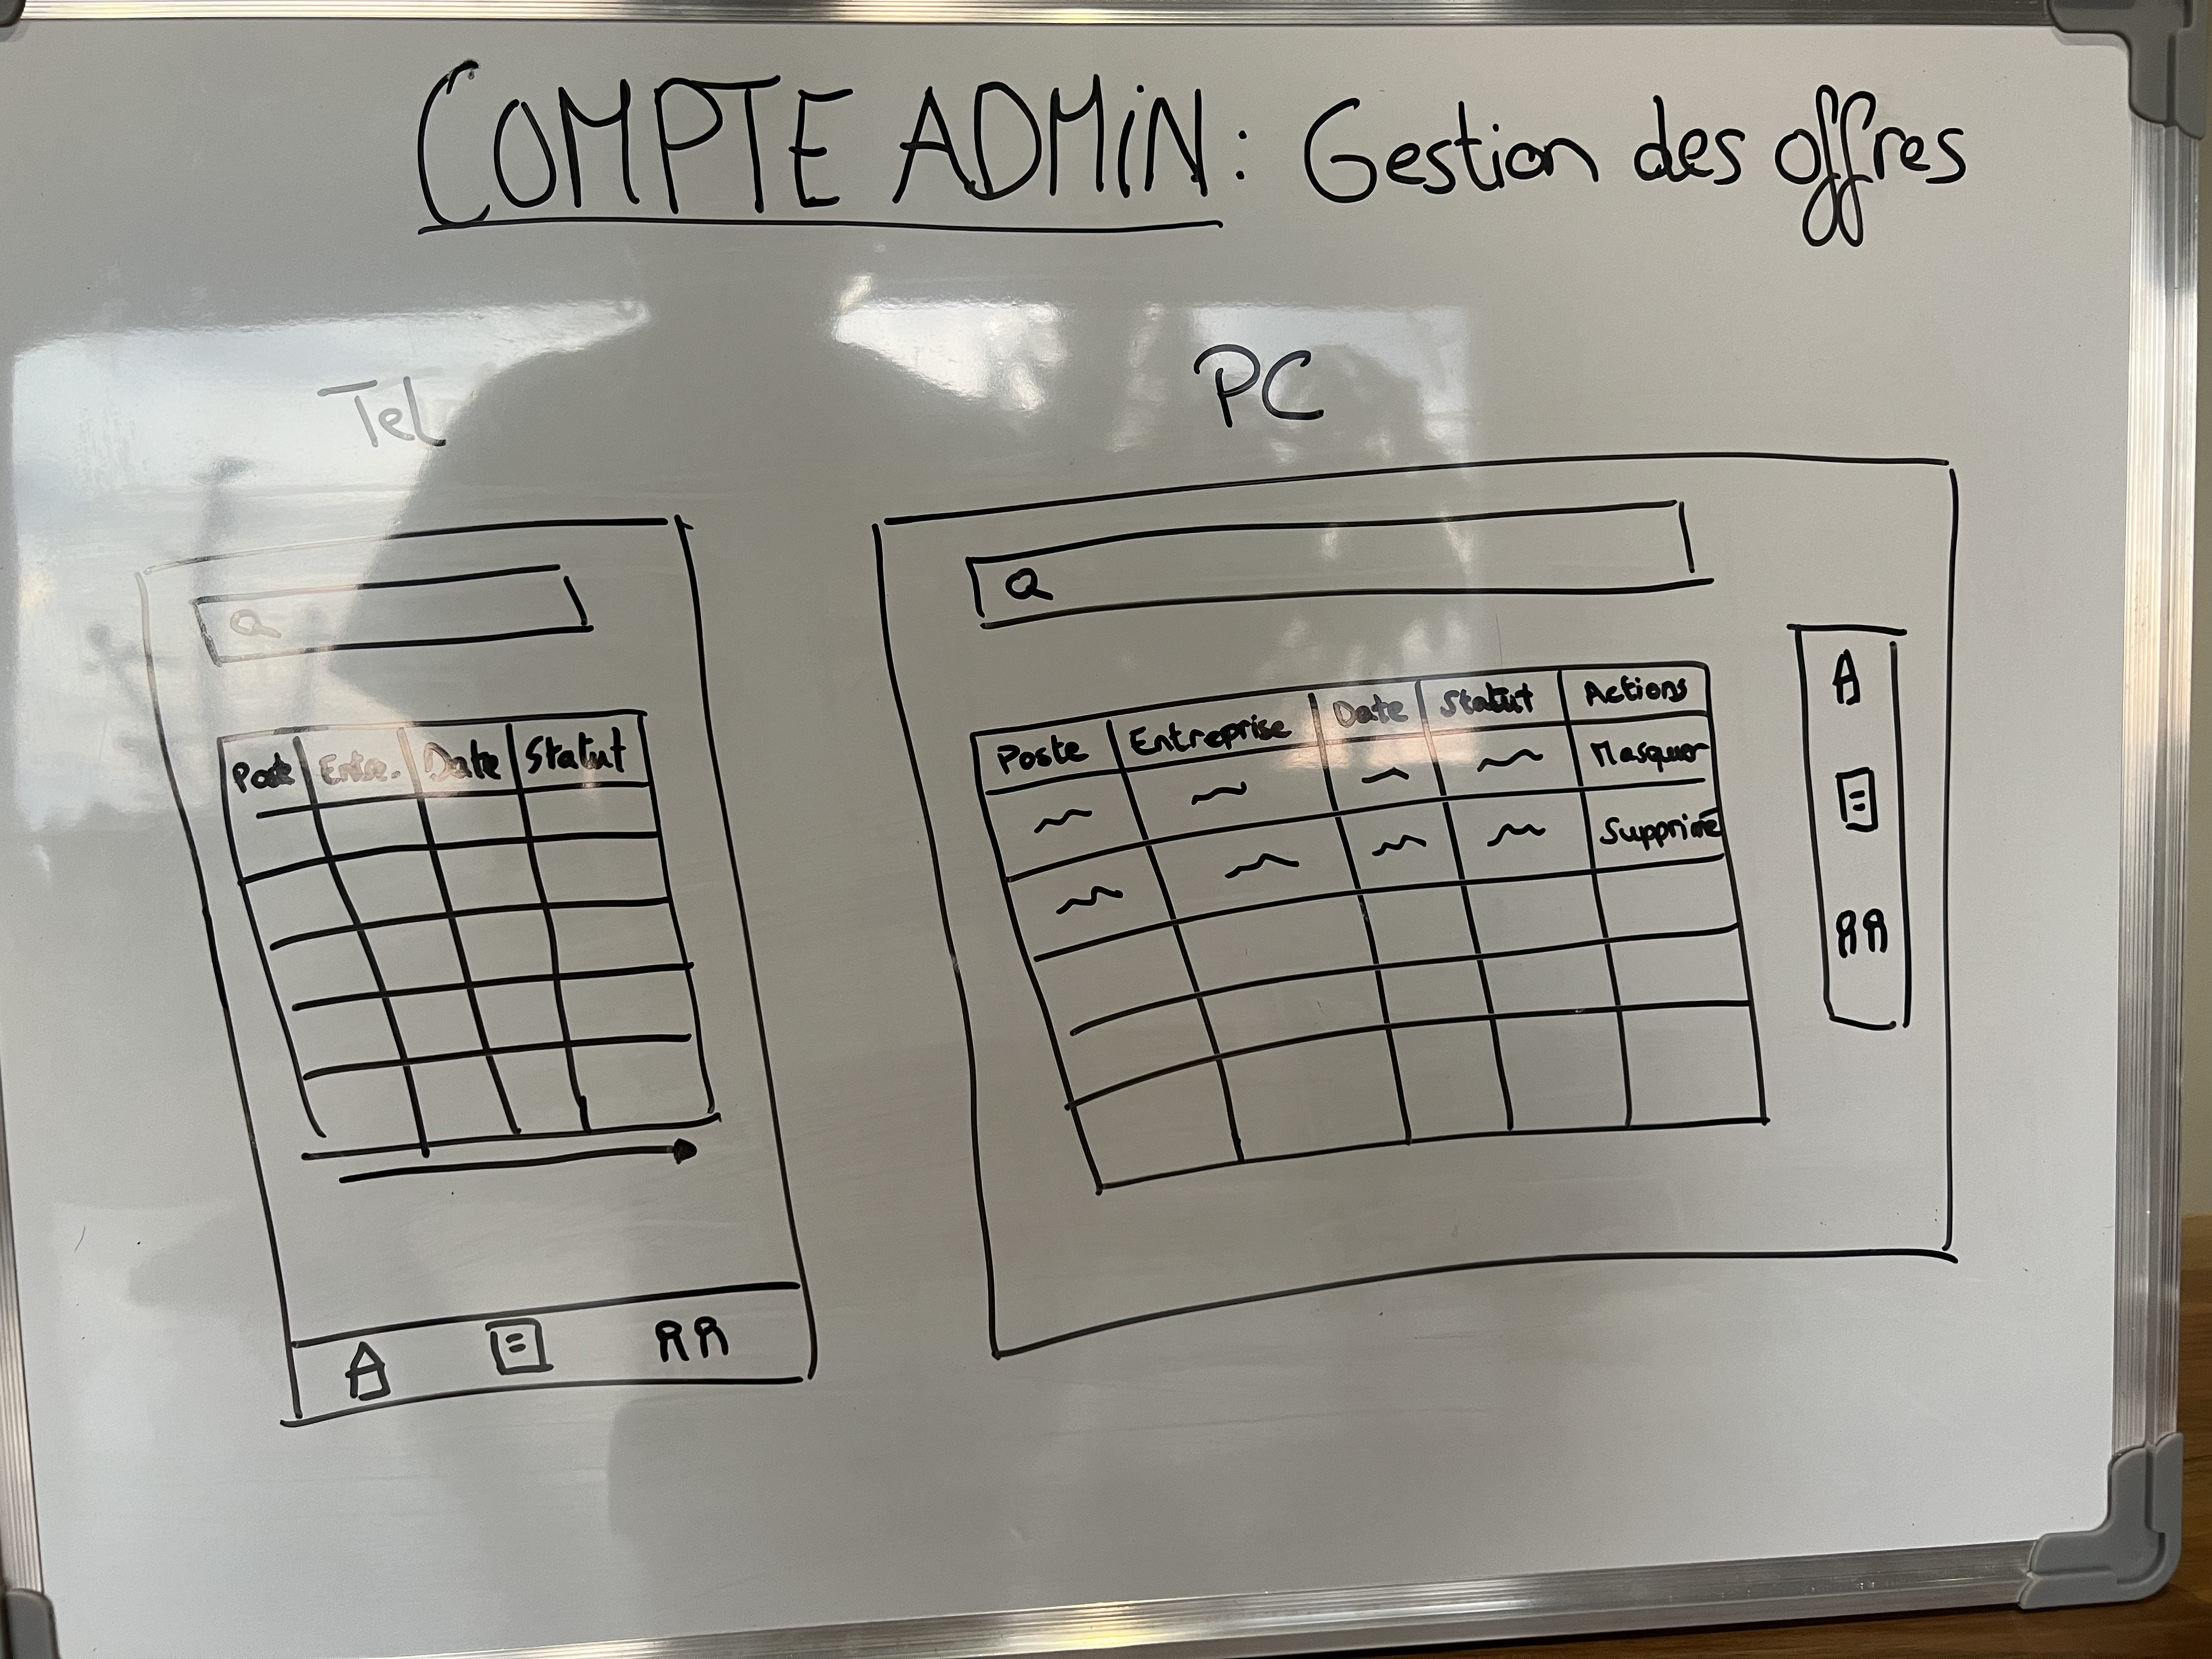 COMPTE ADMIN : Gestion des offres
Tel
PC
Poste Entre. Date Statut
Poste Entreprise Date Statut Actions
Masquer
Supprimé